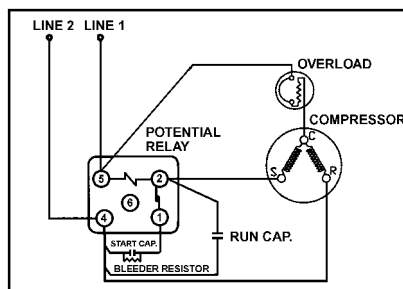 LINE 2 LINE 1
OVERLOAD
COMPRESSOR
POTENTIAL
RELAY
C
S R
5 2
6
4 1
START CAP.
RUN CAP.
BLEEDER RESISTOR